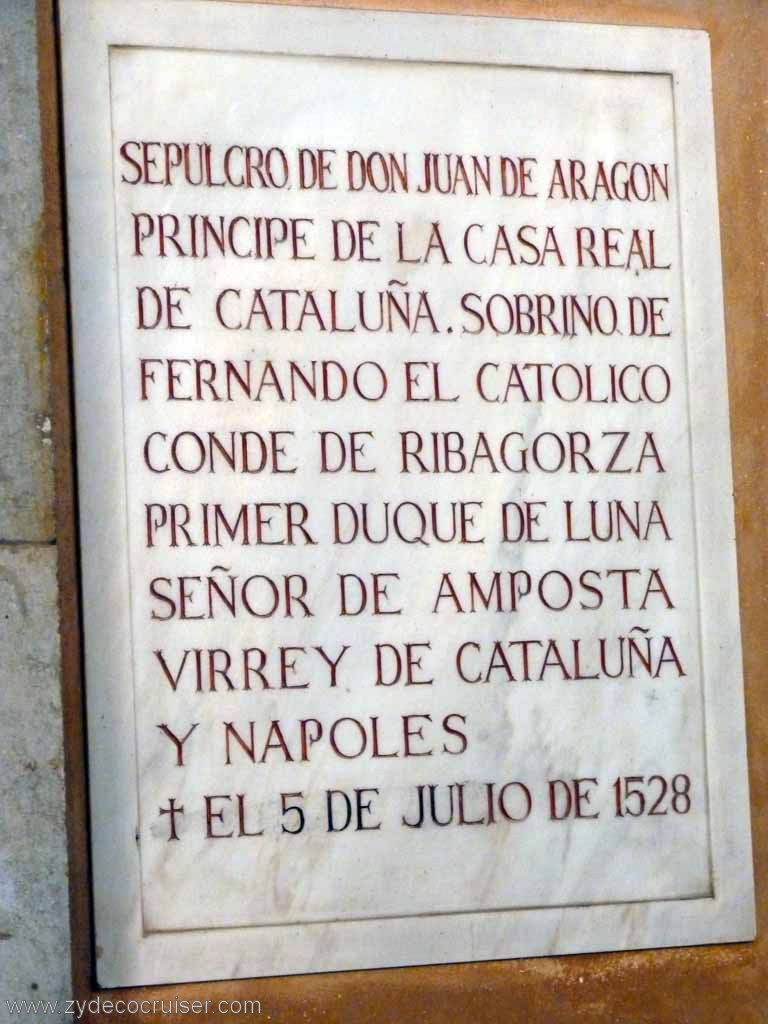 SEPULCRO DE DON JUAN DE ARAGON
PRINCIPE DE LA CASA REAL
DE CATALUÑA. SOBRINO DE
FERNANDO EL CATOLICO
CONDE DE RIBAGORZA
PRIMER DUQUE DE LUNA
SEÑOR DE AMPOSTA
VIRREY DE CATALUÑA
Y NAPOLES
† EL 5 DE JULIO DE 1528
www.zydecocruiser.com